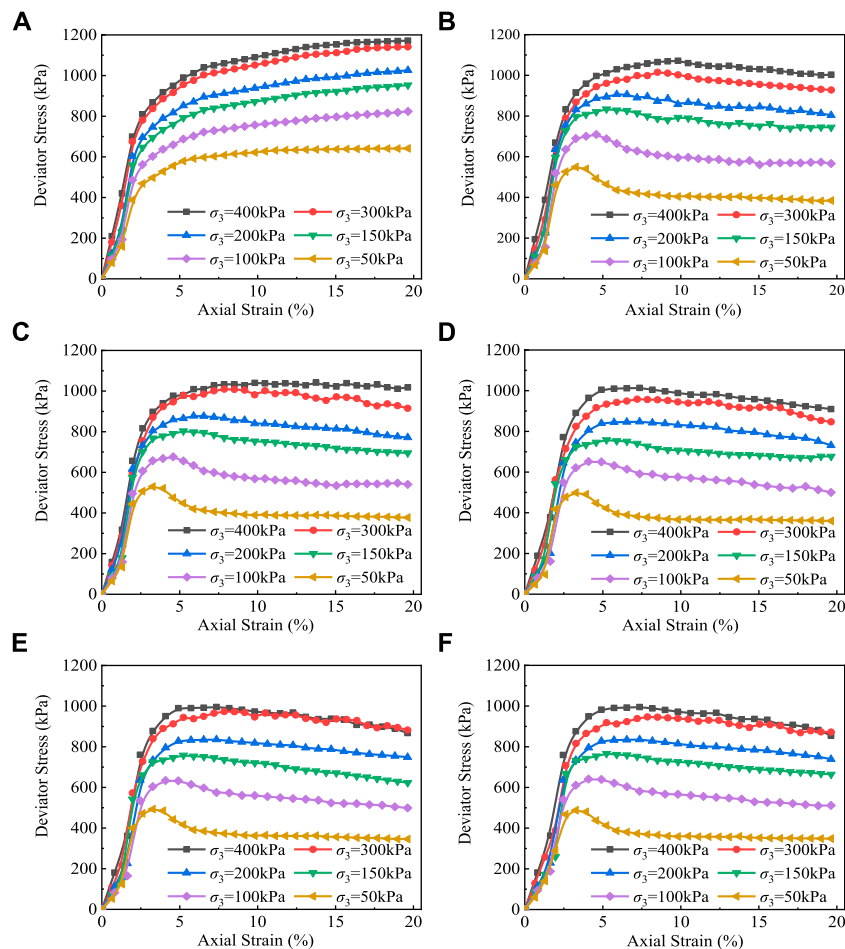 A
Deviator Stress (kPa)
1200
1000
800
600
400
200
0
σ3=400kPa σ3=300kPa
σ3=200kPa σ3=150kPa
σ3=100kPa σ3=50kPa
0 5 10 15 20
Axial Strain (%)
B
Deviator Stress (kPa)
1200
1000
800
600
400
200
0
σ3=400kPa σ3=300kPa
σ3=200kPa σ3=150kPa
σ3=100kPa σ3=50kPa
0 5 10 15 20
Axial Strain (%)
C
Deviator Stress (kPa)
1200
1000
800
600
400
200
0
σ3=400kPa σ3=300kPa
σ3=200kPa σ3=150kPa
σ3=100kPa σ3=50kPa
0 5 10 15 20
Axial Strain (%)
D
Deviator Stress (kPa)
1200
1000
800
600
400
200
0
σ3=400kPa σ3=300kPa
σ3=200kPa σ3=150kPa
σ3=100kPa σ3=50kPa
0 5 10 15 20
Axial Strain (%)
E
Deviator Stress (kPa)
1200
1000
800
600
400
200
0
σ3=400kPa σ3=300kPa
σ3=200kPa σ3=150kPa
σ3=100kPa σ3=50kPa
0 5 10 15 20
Axial Strain (%)
F
Deviator Stress (kPa)
1200
1000
800
600
400
200
0
σ3=400kPa σ3=300kPa
σ3=200kPa σ3=150kPa
σ3=100kPa σ3=50kPa
0 5 10 15 20
Axial Strain (%)